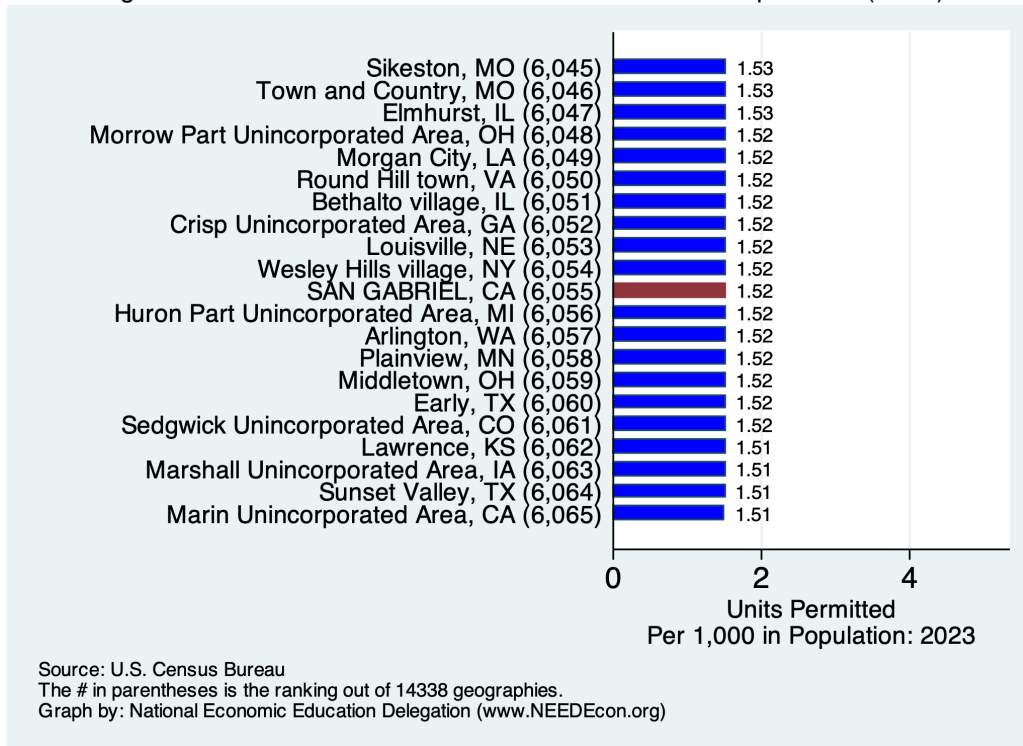 Sikeston, MO (6,045) 1.53
Town and Country, MO (6,046) 1.53
Elmhurst, IL (6,047) 1.53
Morrow Part Unincorporated Area, OH (6,048) 1.52
Morgan City, LA (6,049) 1.52
Round Hill town, VA (6,050) 1.52
Bethalto village, IL (6,051) 1.52
Crisp Unincorporated Area, GA (6,052) 1.52
Louisville, NE (6,053) 1.52
Wesley Hills village, NY (6,054) 1.52
SAN GABRIEL, CA (6,055) 1.52
Huron Part Unincorporated Area, MI (6,056) 1.52
Arlington, WA (6,057) 1.52
Plainview, MN (6,058) 1.52
Middletown, OH (6,059) 1.52
Early, TX (6,060) 1.52
Sedgwick Unincorporated Area, CO (6,061) 1.52
Lawrence, KS (6,062) 1.51
Marshall Unincorporated Area, IA (6,063) 1.51
Sunset Valley, TX (6,064) 1.51
Marin Unincorporated Area, CA (6,065) 1.51
0 2 4
Units Permitted
Per 1,000 in Population: 2023
Source: U.S. Census Bureau
The # in parentheses is the ranking out of 14338 geographies.
Graph by: National Economic Education Delegation (www.NEEDEcon.org)